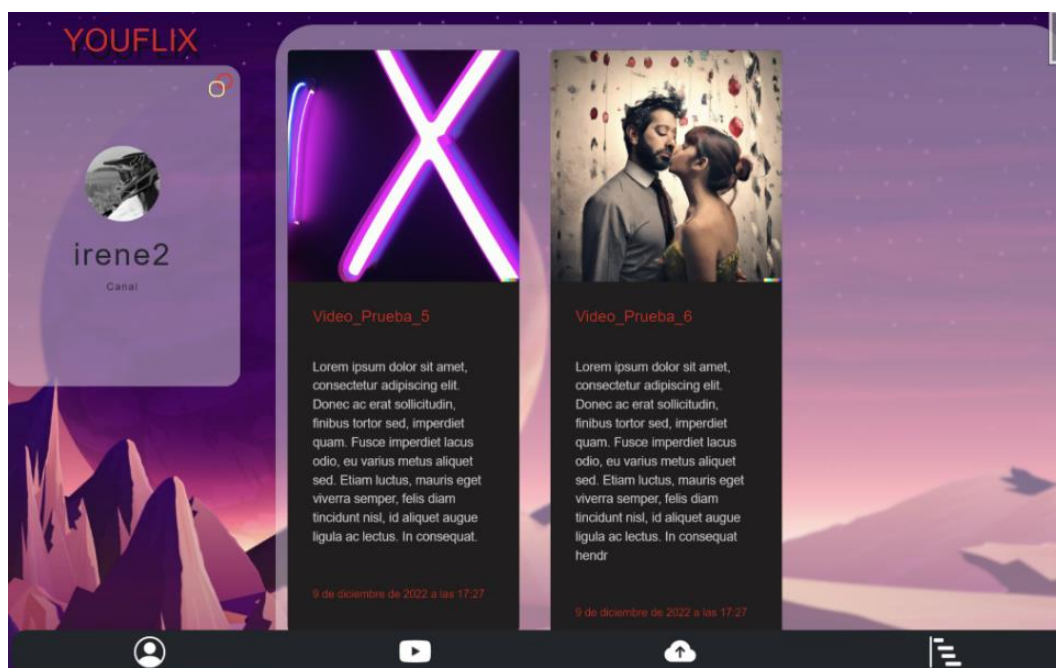 YOUFLIX
irene2
Canal
Video_Prueba_5
Lorem ipsum dolor sit amet,
consectetur adipiscing elit.
Donec ac erat sollicitudin,
finibus tortor sed, imperdiet
quam. Fusce imperdiet lacus
odio, eu varius metus aliquet
sed. Etiam luctus, mauris eget
viverra semper, felis diam
tincidunt nisl, id aliquet augue
ligula ac lectus. In consequat.
9 de diciembre de 2022 a las 17:27
Video_Prueba_6
Lorem ipsum dolor sit amet,
consectetur adipiscing elit.
Donec ac erat sollicitudin,
finibus tortor sed, imperdiet
quam. Fusce imperdiet lacus
odio, eu varius metus aliquet
sed. Etiam luctus, mauris eget
viverra semper, felis diam
tincidunt nisl, id aliquet augue
ligula ac lectus. In consequat
hendr
9 de diciembre de 2022 a las 17:27